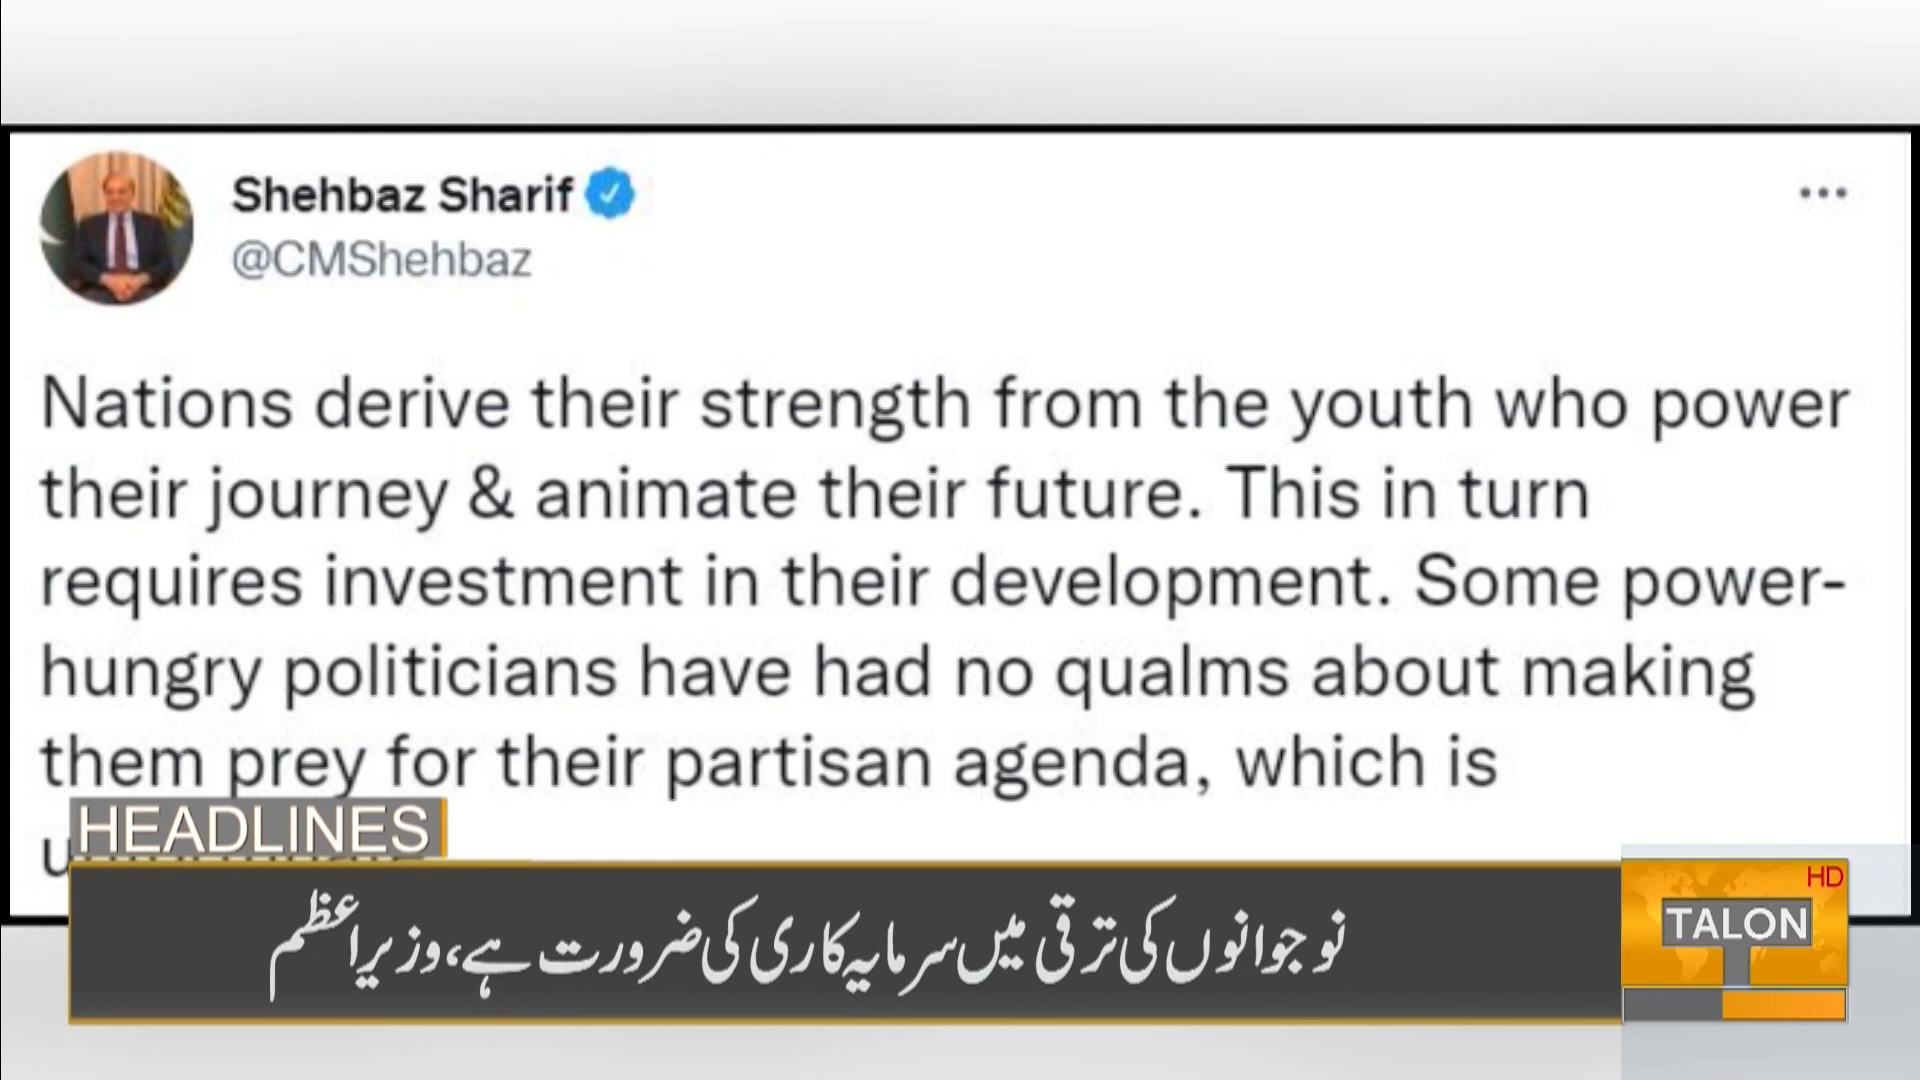 Shehbaz Sharif
@CMShehbaz
Nations derive their strength from the youth who power
their journey & animate their future. This in turn
requires investment in their development. Some power-
hungry politicians have had no qualms about making
them prey for their partisan agenda, which is
HEADLINES
نوجوانوں کی ترقی میں سرمایہ کاری کی ضرورت ہے، وزیراعظم
HD
TALON